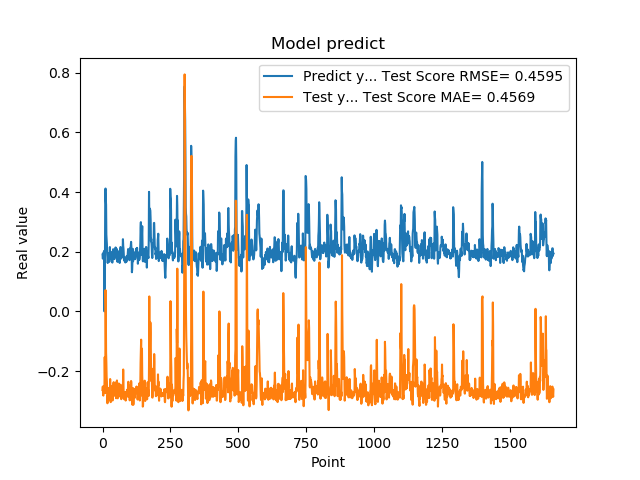 Model predict
Predict y... Test Score RMSE= 0.4595
Test y... Test Score MAE= 0.4569
Real value
0.8
0.6
0.4
0.2
0.0
−0.2
0 250 500 750 1000 1250 1500
Point